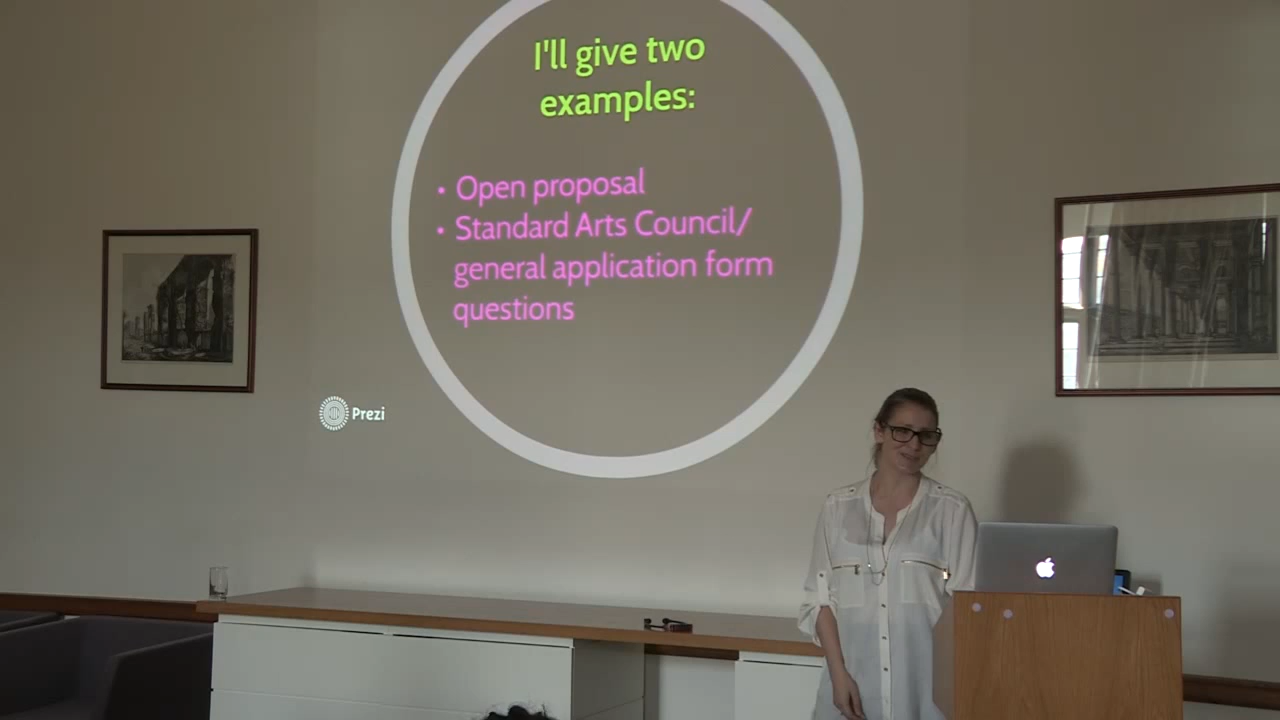 I'll give two
examples:
• Open proposal
• Standard Arts Council/
general application form
questions
Prezi